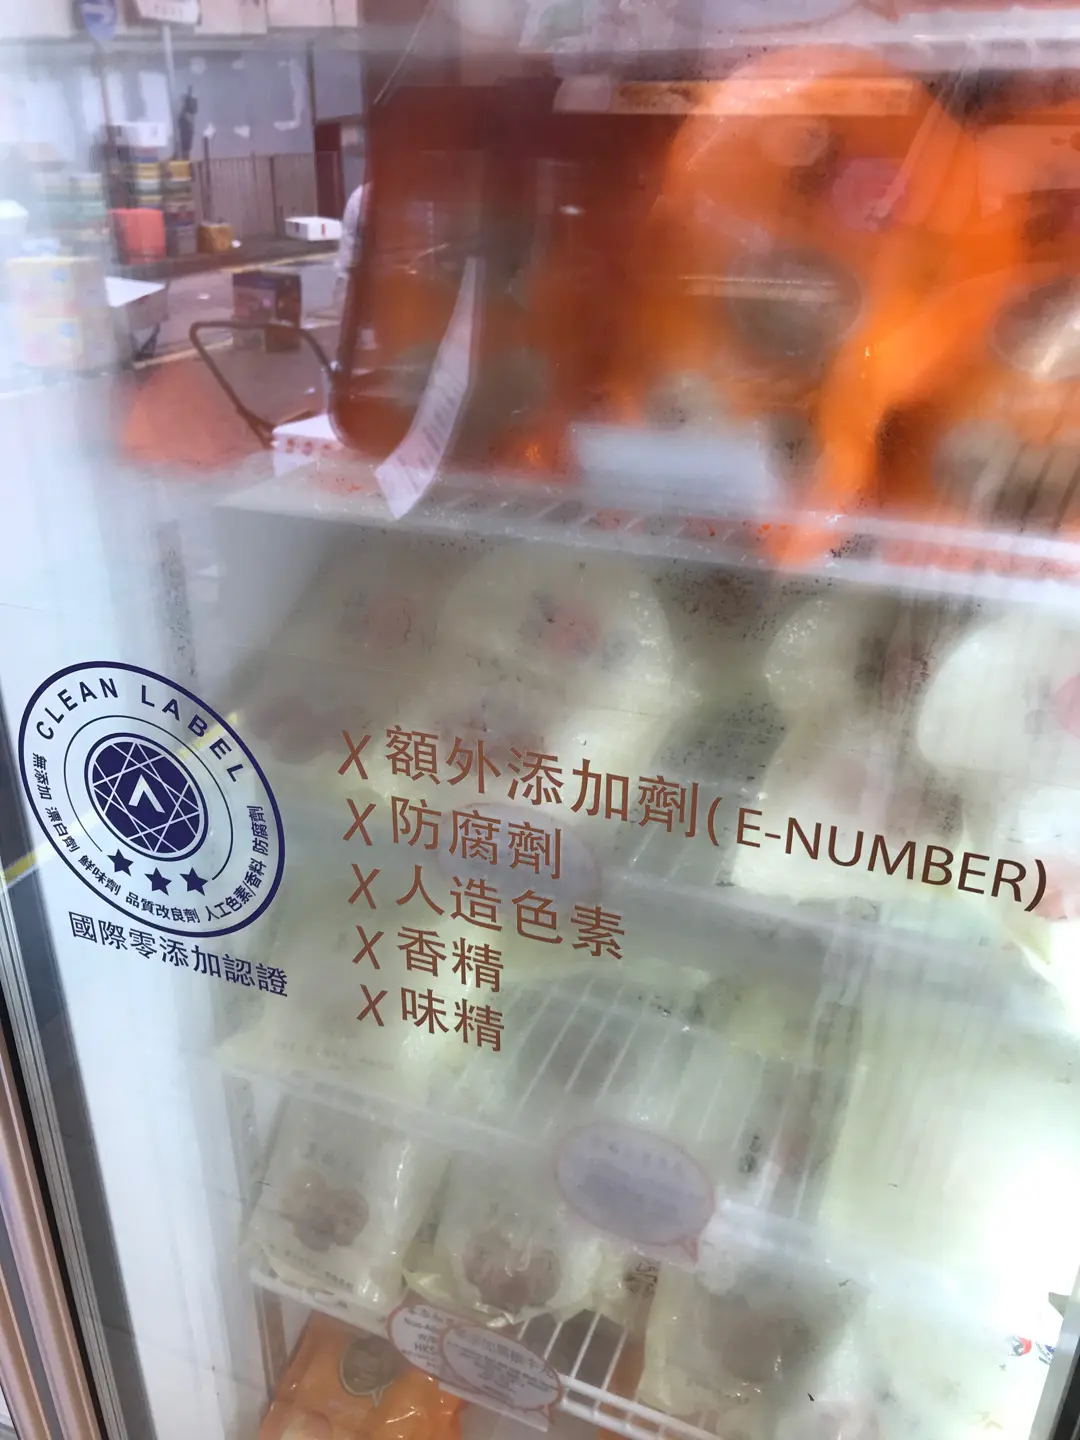 CLEAN LABEL
無添加 漂白劑 鮮味劑 品質改良劑 人工色素/香料 防腐劑
國際零添加認證
X 額外添加劑(E-NUMBER)
X 防腐劑
X 人造色素
X 香精
X 味精